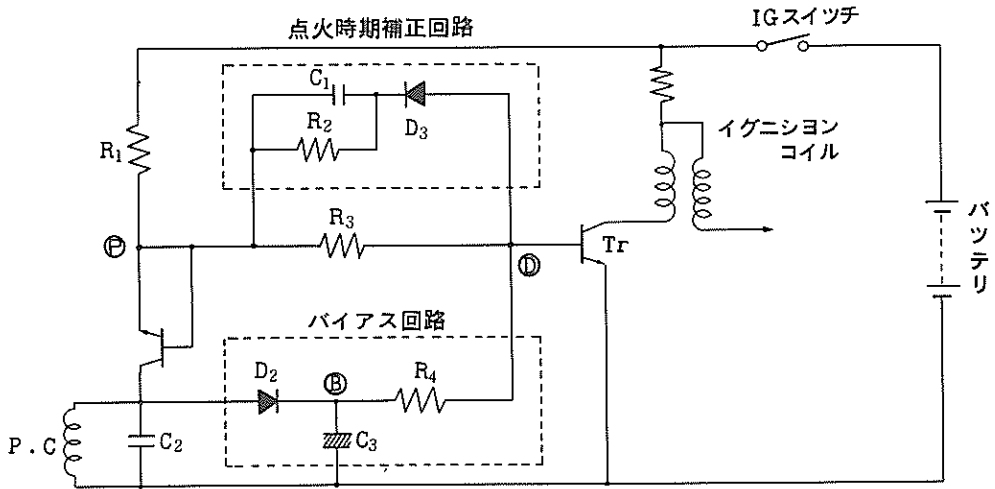 点火時期補正回路
IGスイッチ
C1
R2
D3
R1
イグニシヨン
コイル
R3
P
Tr
D
バッテリ
バイアス回路
D2
B
R4
P.C
C2
C3